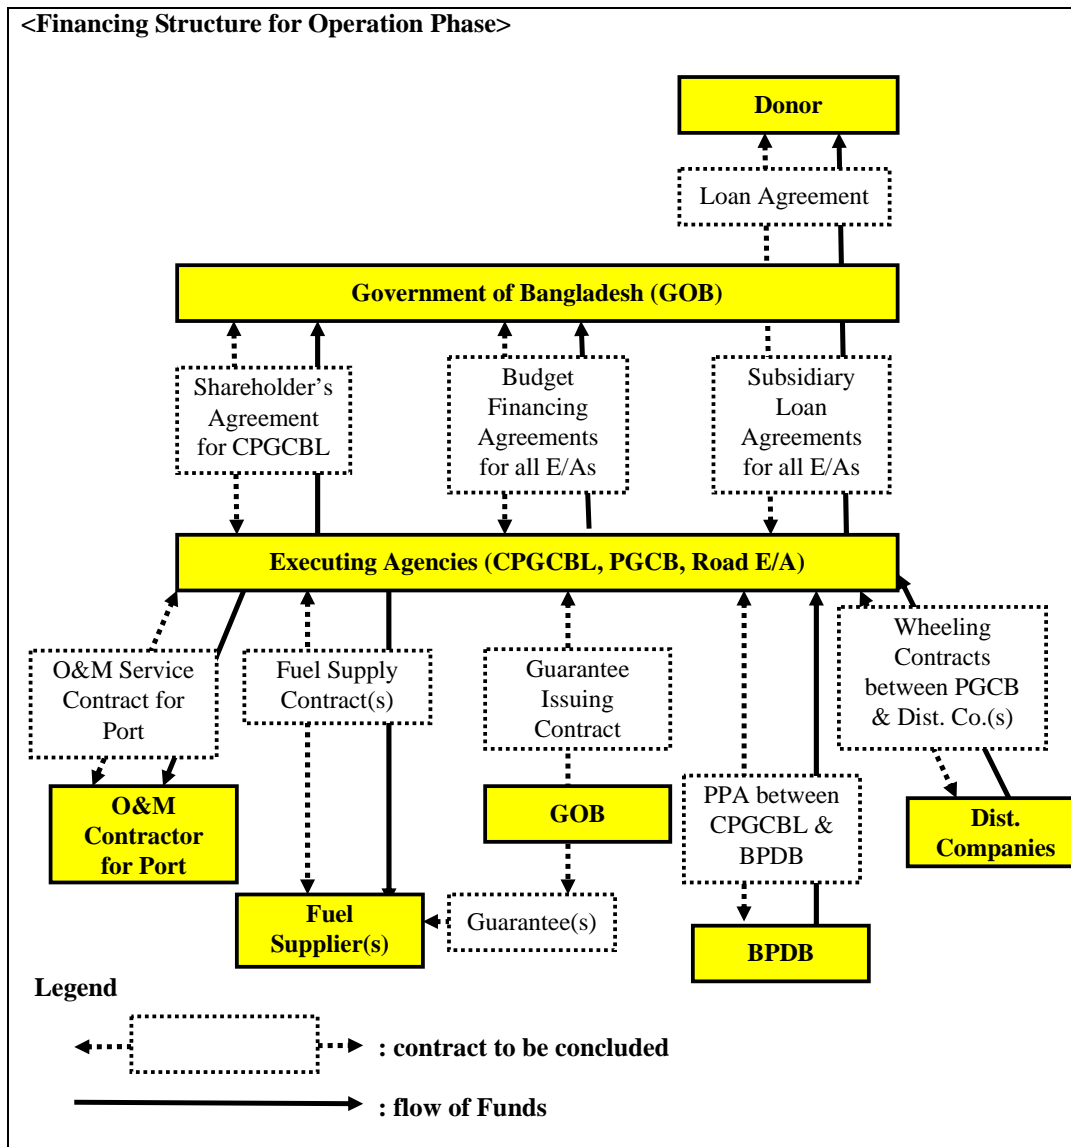 <Financing Structure for Operation Phase>
Donor
Loan Agreement
Government of Bangladesh (GOB)
Shareholder’s
Agreement
for CPGCBL
Budget
Financing
Agreements
for all E/As
Subsidiary
Loan
Agreements
for all E/As
Executing Agencies (CPGCBL, PGCB, Road E/A)
O&M Service
Contract for
Port
Fuel Supply
Contract(s)
Guarantee
Issuing
Contract
Wheeling
Contracts
between PGCB
& Dist. Co.(s)
PPA between
CPGCBL &
BPDB
O&M
Contractor
for Port
GOB
Dist.
Companies
Fuel
Supplier(s)
Guarantee(s)
BPDB
Legend
: contract to be concluded
: flow of Funds